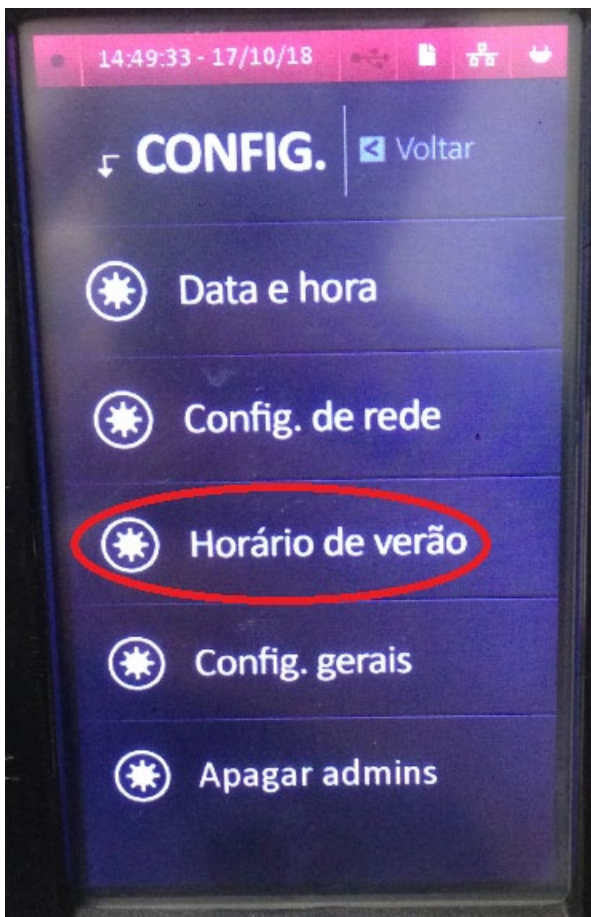 14:49:33 - 17/10/18
CONFIG. Voltar
Data e hora
Config. de rede
Horário de verão
Config. gerais
Apagar admins